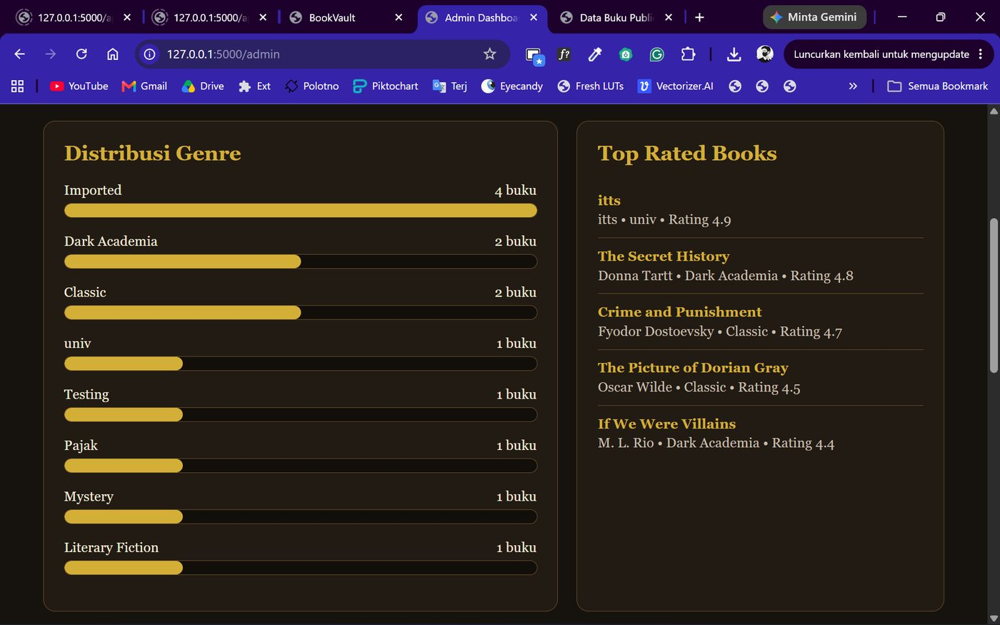 127.0.0.1:5000/a
127.0.0.1:5000/a
BookVault
Admin Dashboa
Data Buku Publi
Minta Gemini
127.0.0.1:5000/admin
f?
Luncurkan kembali untuk mengupdate
YouTube
Gmail
Drive
Ext
Polotno
Piktochart
Terj
Eyecandy
Fresh LUTs
Vectorizer.AI
Semua Bookmark
Distribusi Genre
Imported 4 buku
Dark Academia 2 buku
Classic 2 buku
univ 1 buku
Testing 1 buku
Pajak 1 buku
Mystery 1 buku
Literary Fiction 1 buku
Top Rated Books
itts
itts • univ • Rating 4.9
The Secret History
Donna Tartt • Dark Academia • Rating 4.8
Crime and Punishment
Fyodor Dostoevsky • Classic • Rating 4.7
The Picture of Dorian Gray
Oscar Wilde • Classic • Rating 4.5
If We Were Villains
M. L. Rio • Dark Academia • Rating 4.4